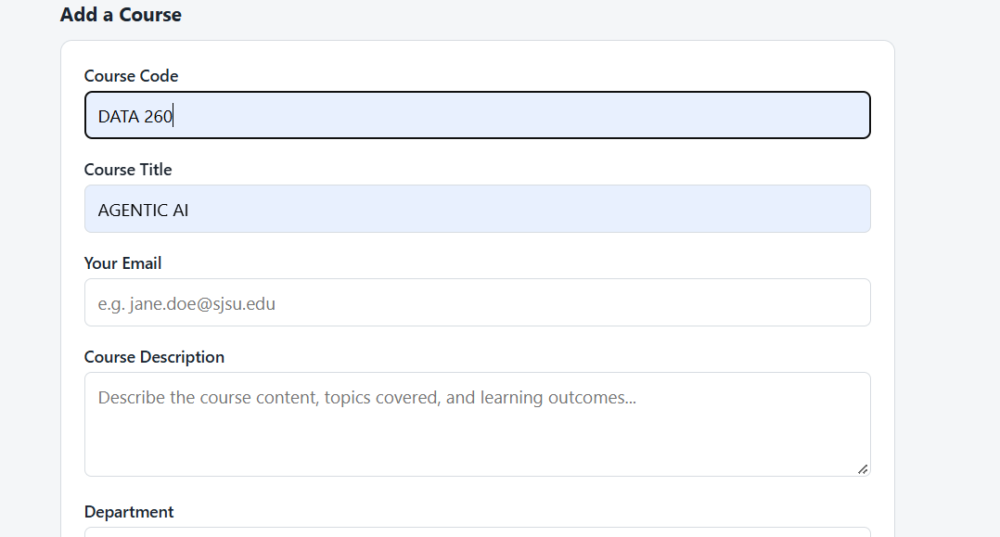 Add a Course
Course Code
DATA 260
Course Title
AGENTIC AI
Your Email
e.g. jane.doe@sjsu.edu
Course Description
Describe the course content, topics covered, and learning outcomes...
Department